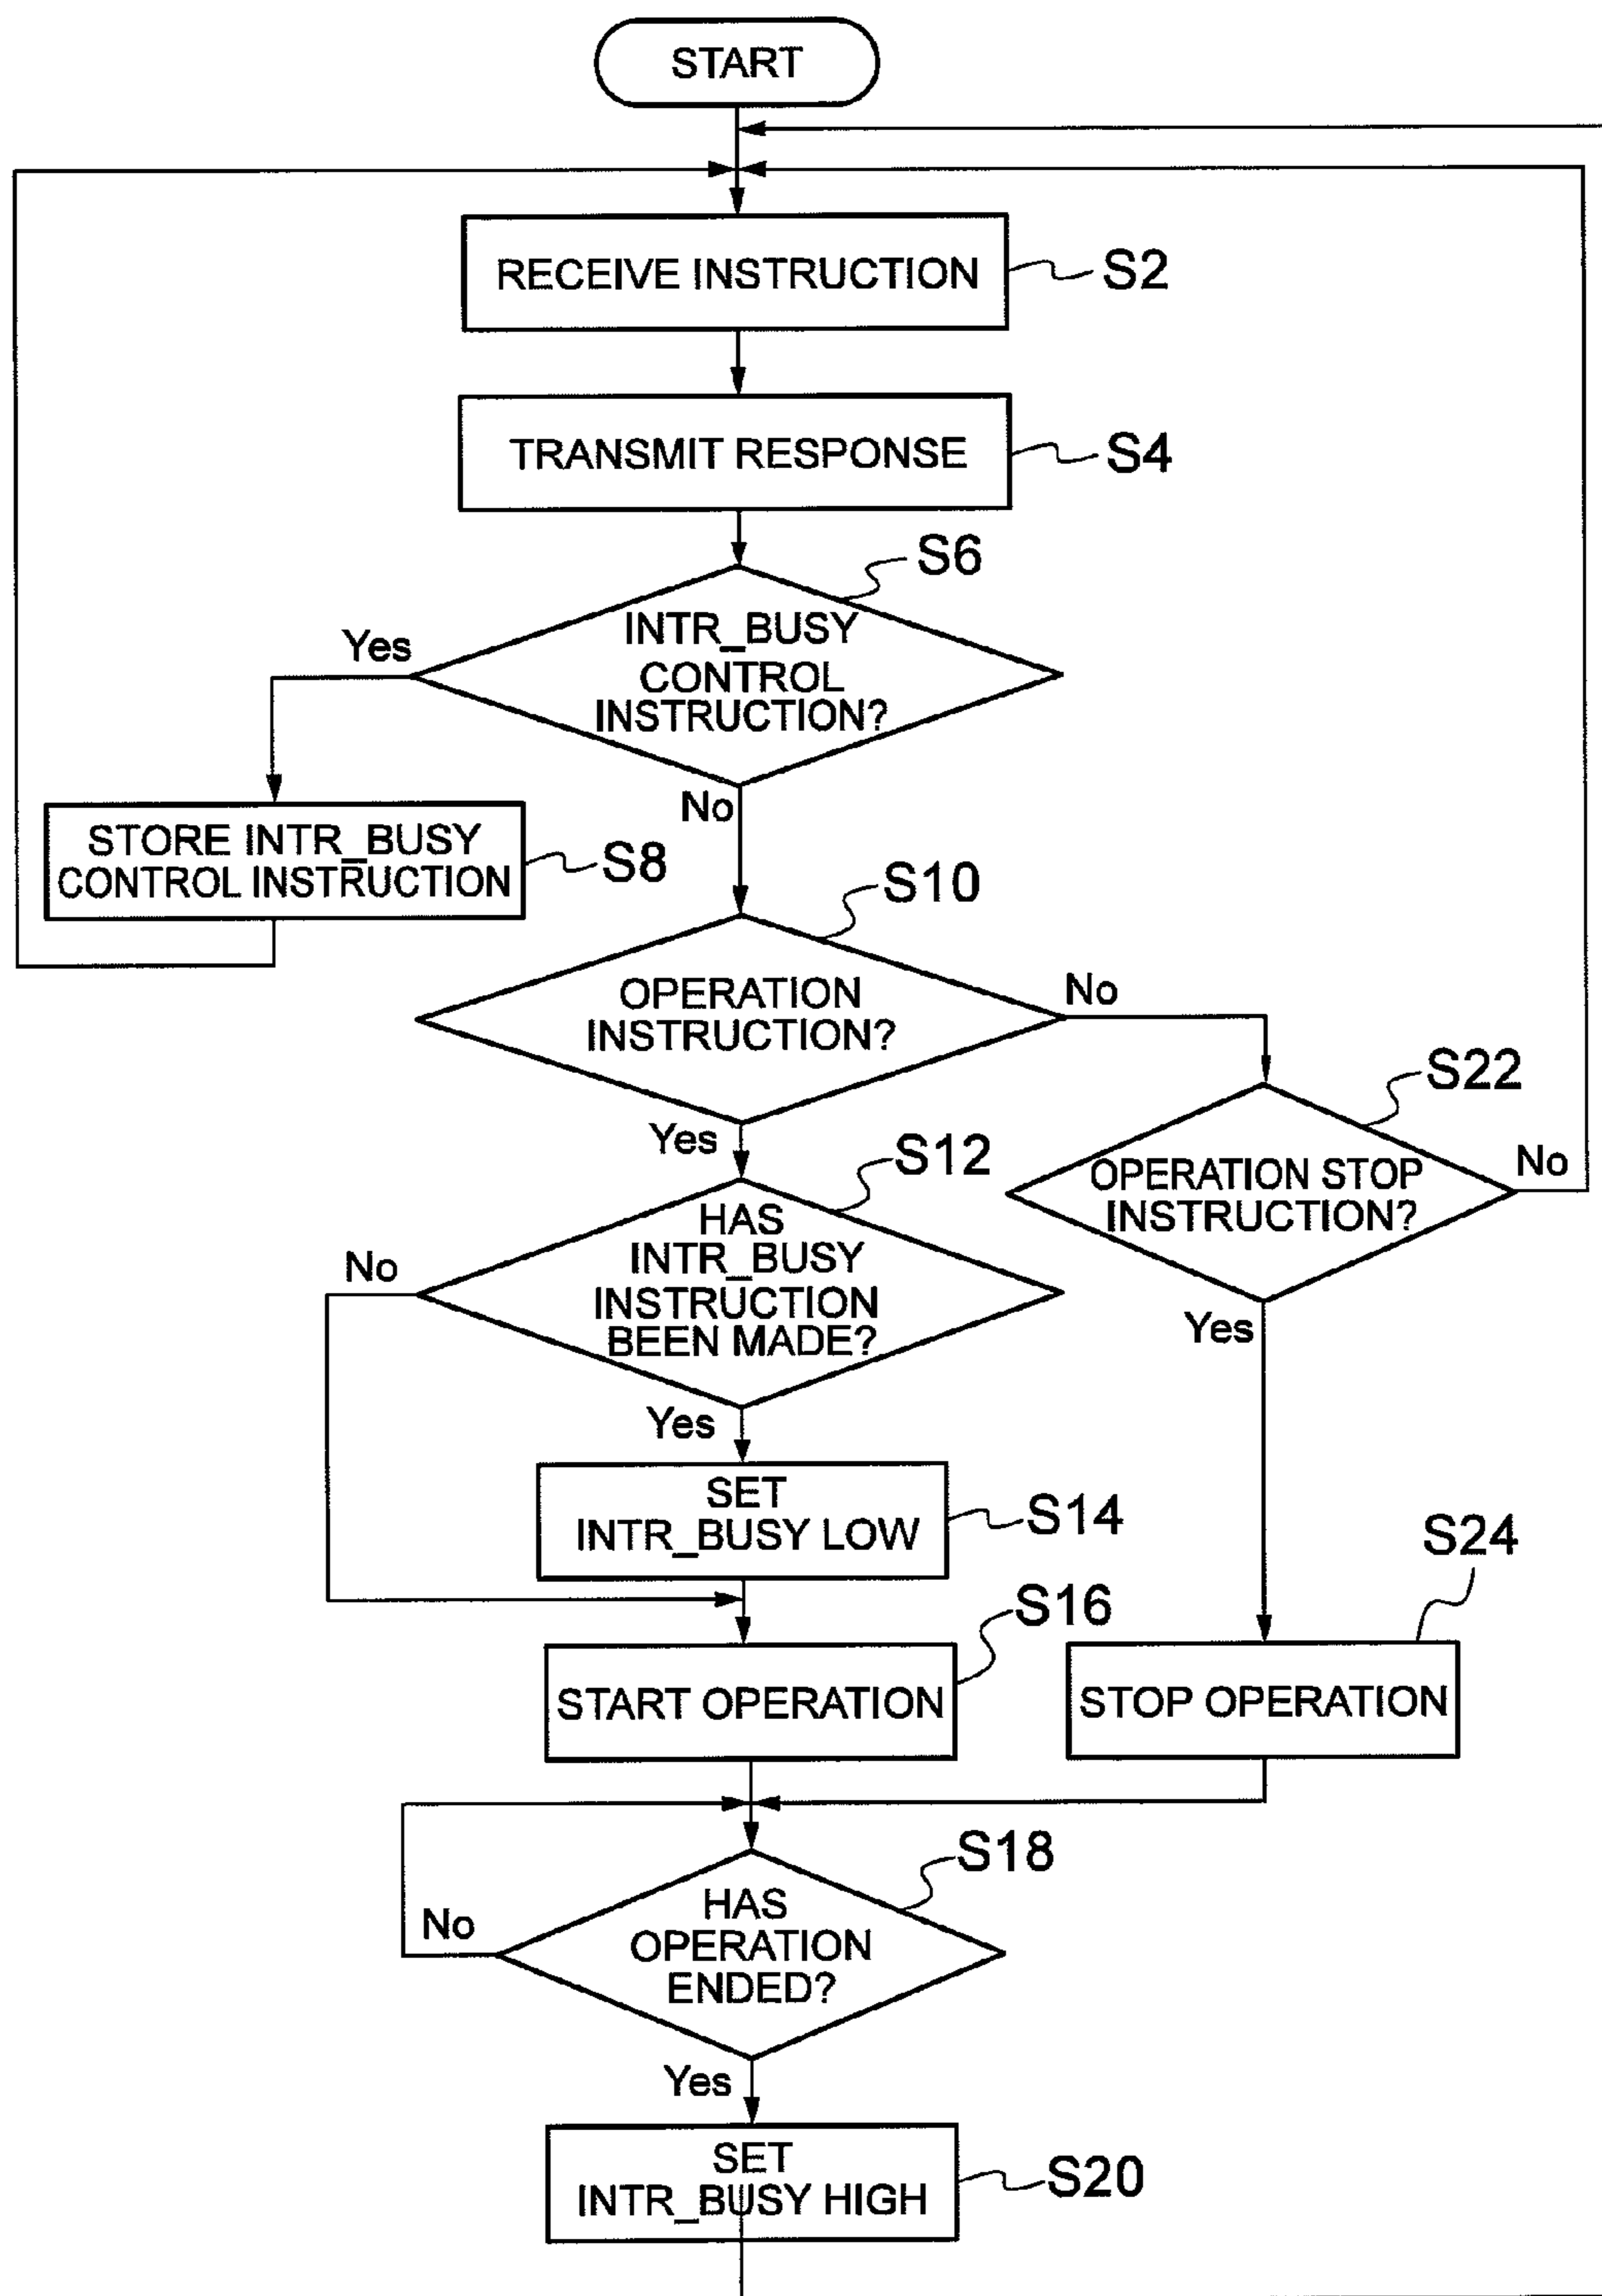 START
RECEIVE INSTRUCTION
S2
TRANSMIT RESPONSE
S4
S6
INTR_BUSY
CONTROL
INSTRUCTION?
Yes
No
STORE INTR_BUSY
CONTROL INSTRUCTION
S8
S10
OPERATION
INSTRUCTION?
No
Yes
S22
OPERATION STOP
INSTRUCTION?
No
Yes
S12
HAS
INTR_BUSY
INSTRUCTION
BEEN MADE?
No
Yes
SET
INTR_BUSY LOW
S14
S16
START OPERATION
S24
STOP OPERATION
S18
HAS
OPERATION
ENDED?
No
Yes
SET
INTR_BUSY HIGH
S20